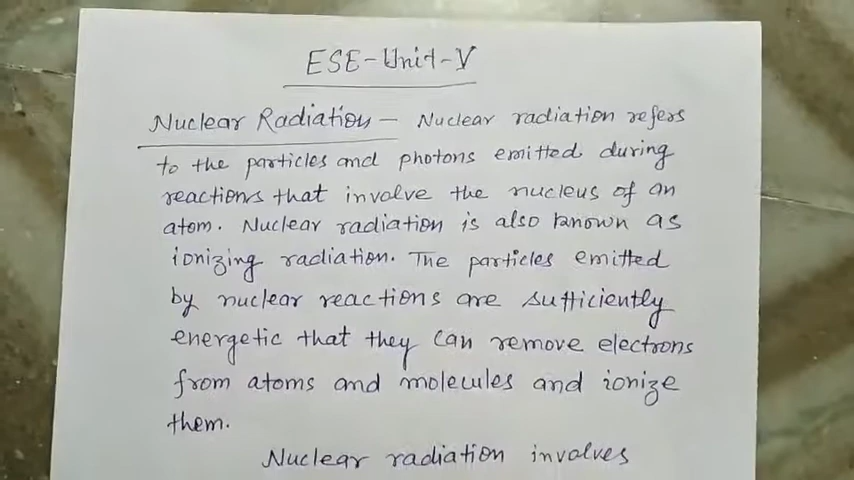 ESE-Unit-V
Nuclear Radiation - Nuclear radiation refers
to the particles and photons emitted during
reactions that involve the nucleus of an
atom. Nuclear radiation is also known as
ionizing radiation. The particles emitted
by nuclear reactions are sufficiently
energetic that they can remove electrons
from atoms and molecules and ionize
them.
Nuclear radiation involves